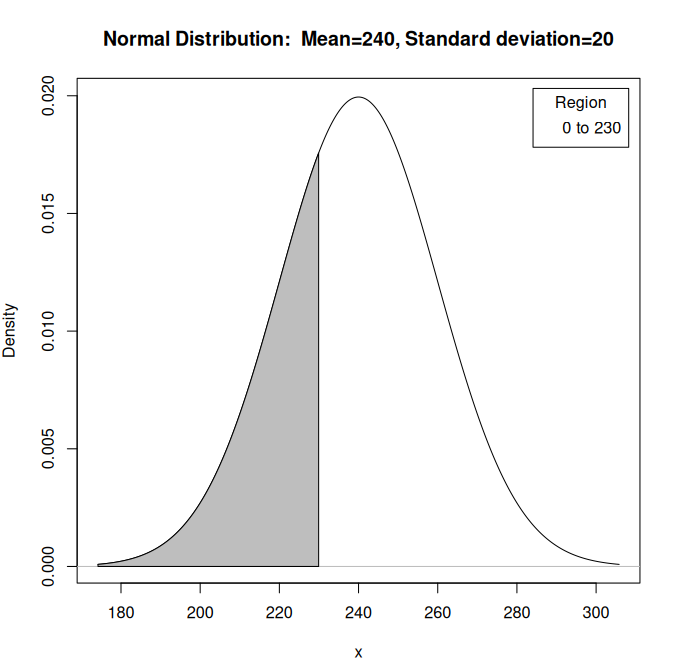 Normal Distribution:  Mean=240, Standard deviation=20
Region
0 to 230
0.020
0.015
0.010
0.005
0.000
Density
180 200 220 240 260 280 300
x